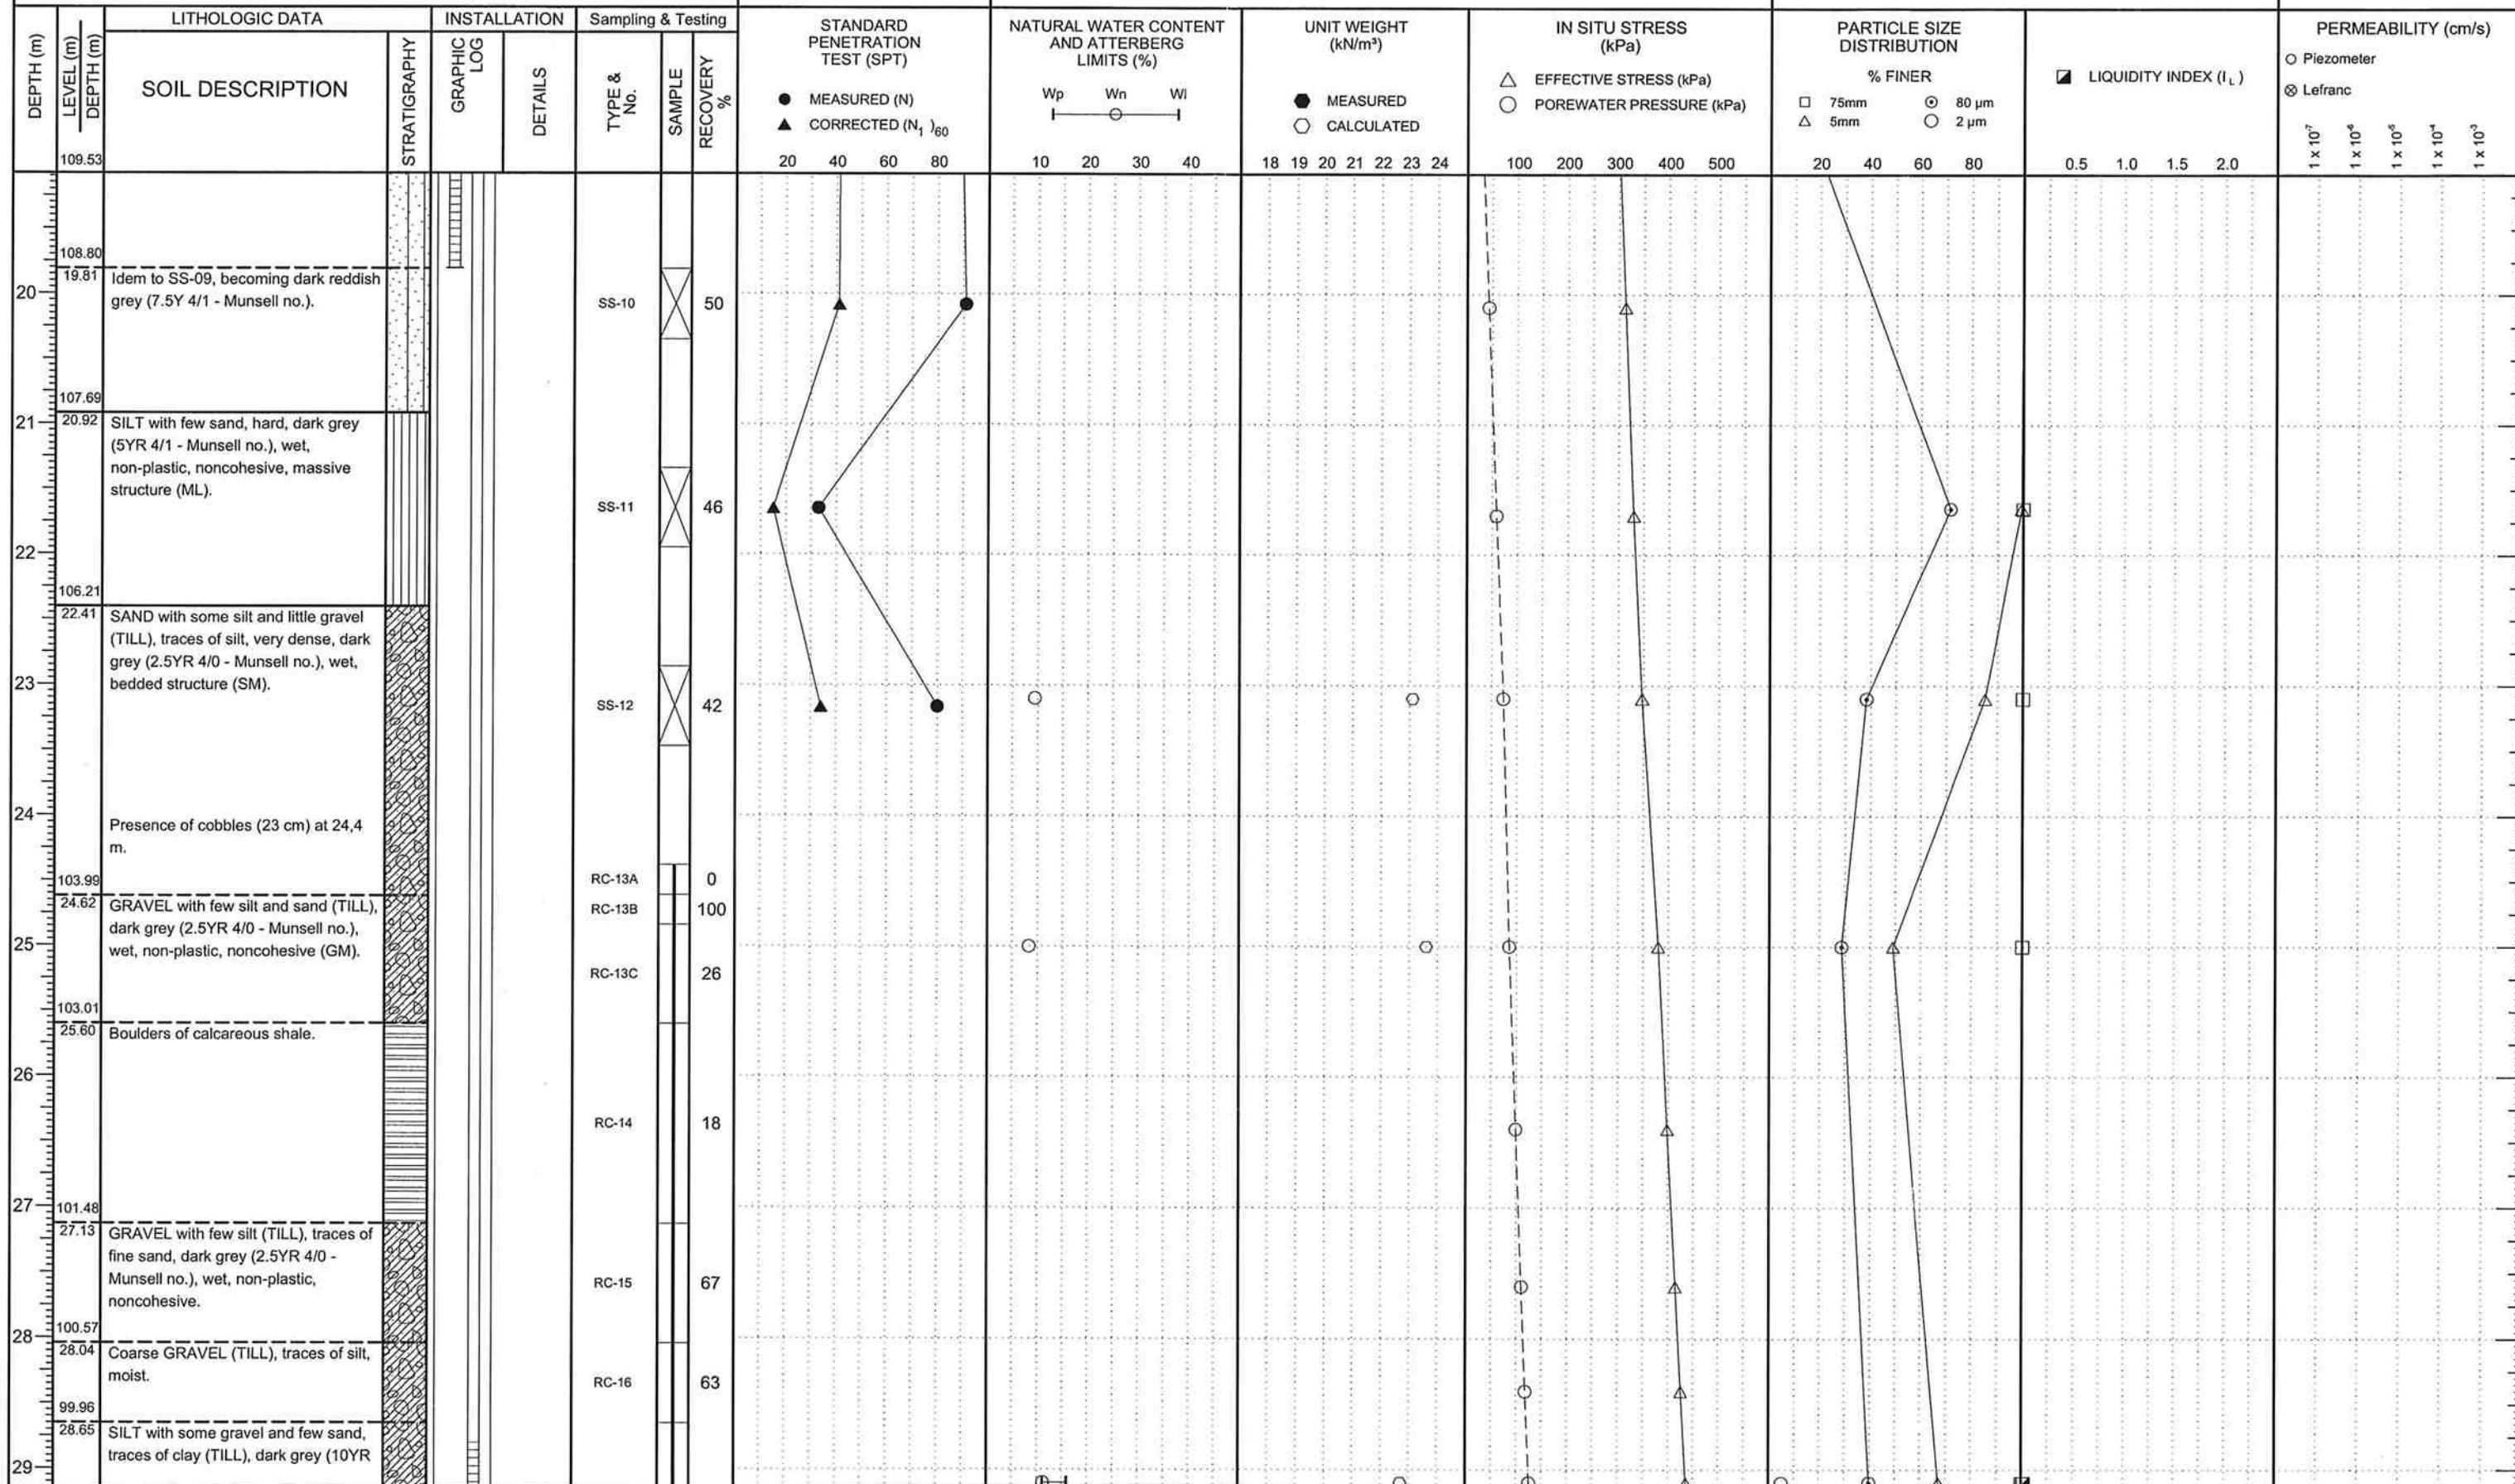 LITHOLOGIC DATA
INSTALLATION
Sampling & Testing
DEPTH (m)
LEVEL (m)
DEPTH (m)
109.53
SOIL DESCRIPTION
STRATIGRAPHY
GRAPHIC
LOG
DETAILS
TYPE &
No.
SAMPLE
RECOVERY
%
STANDARD
PENETRATION
TEST (SPT)
MEASURED (N)
CORRECTED (N1)60
20 40 60 80
NATURAL WATER CONTENT
AND ATTERBERG
LIMITS (%)
Wp Wn Wl
10 20 30 40
UNIT WEIGHT
(kN/m³)
MEASURED
CALCULATED
18 19 20 21 22 23 24
IN SITU STRESS
(kPa)
EFFECTIVE STRESS (kPa)
POREWATER PRESSURE (kPa)
100 200 300 400 500
PARTICLE SIZE
DISTRIBUTION
% FINER
75mm 80 µm
5mm 2 µm
20 40 60 80
LIQUIDITY INDEX (IL)
0.5 1.0 1.5 2.0
PERMEABILITY (cm/s)
Piezometer
Lefranc
1 x 10⁻⁷ 1 x 10⁻⁶ 1 x 10⁻⁵ 1 x 10⁻⁴ 1 x 10⁻³
108.80
19.81 Idem to SS-09, becoming dark reddish
grey (7.5Y 4/1 - Munsell no.).
20
SS-10 50
107.69
20.92 SILT with few sand, hard, dark grey
21
(5YR 4/1 - Munsell no.), wet,
non-plastic, noncohesive, massive
structure (ML).
SS-11 46
22
106.21
22.41 SAND with some silt and little gravel
(TILL), traces of silt, very dense, dark
grey (2.5YR 4/0 - Munsell no.), wet,
bedded structure (SM).
23
SS-12 42
24
Presence of cobbles (23 cm) at 24,4
m.
RC-13A 0
103.99
24.62 GRAVEL with few silt and sand (TILL),
RC-13B 100
dark grey (2.5YR 4/0 - Munsell no.),
wet, non-plastic, noncohesive (GM).
25
RC-13C 26
103.01
25.60 Boulders of calcareous shale.
26
RC-14 18
27
101.48
27.13 GRAVEL with few silt (TILL), traces of
fine sand, dark grey (2.5YR 4/0 -
Munsell no.), wet, non-plastic,
noncohesive.
RC-15 67
100.57
28
28.04 Coarse GRAVEL (TILL), traces of silt,
moist.
RC-16 63
99.96
28.65 SILT with some gravel and few sand,
traces of clay (TILL), dark grey (10YR
29